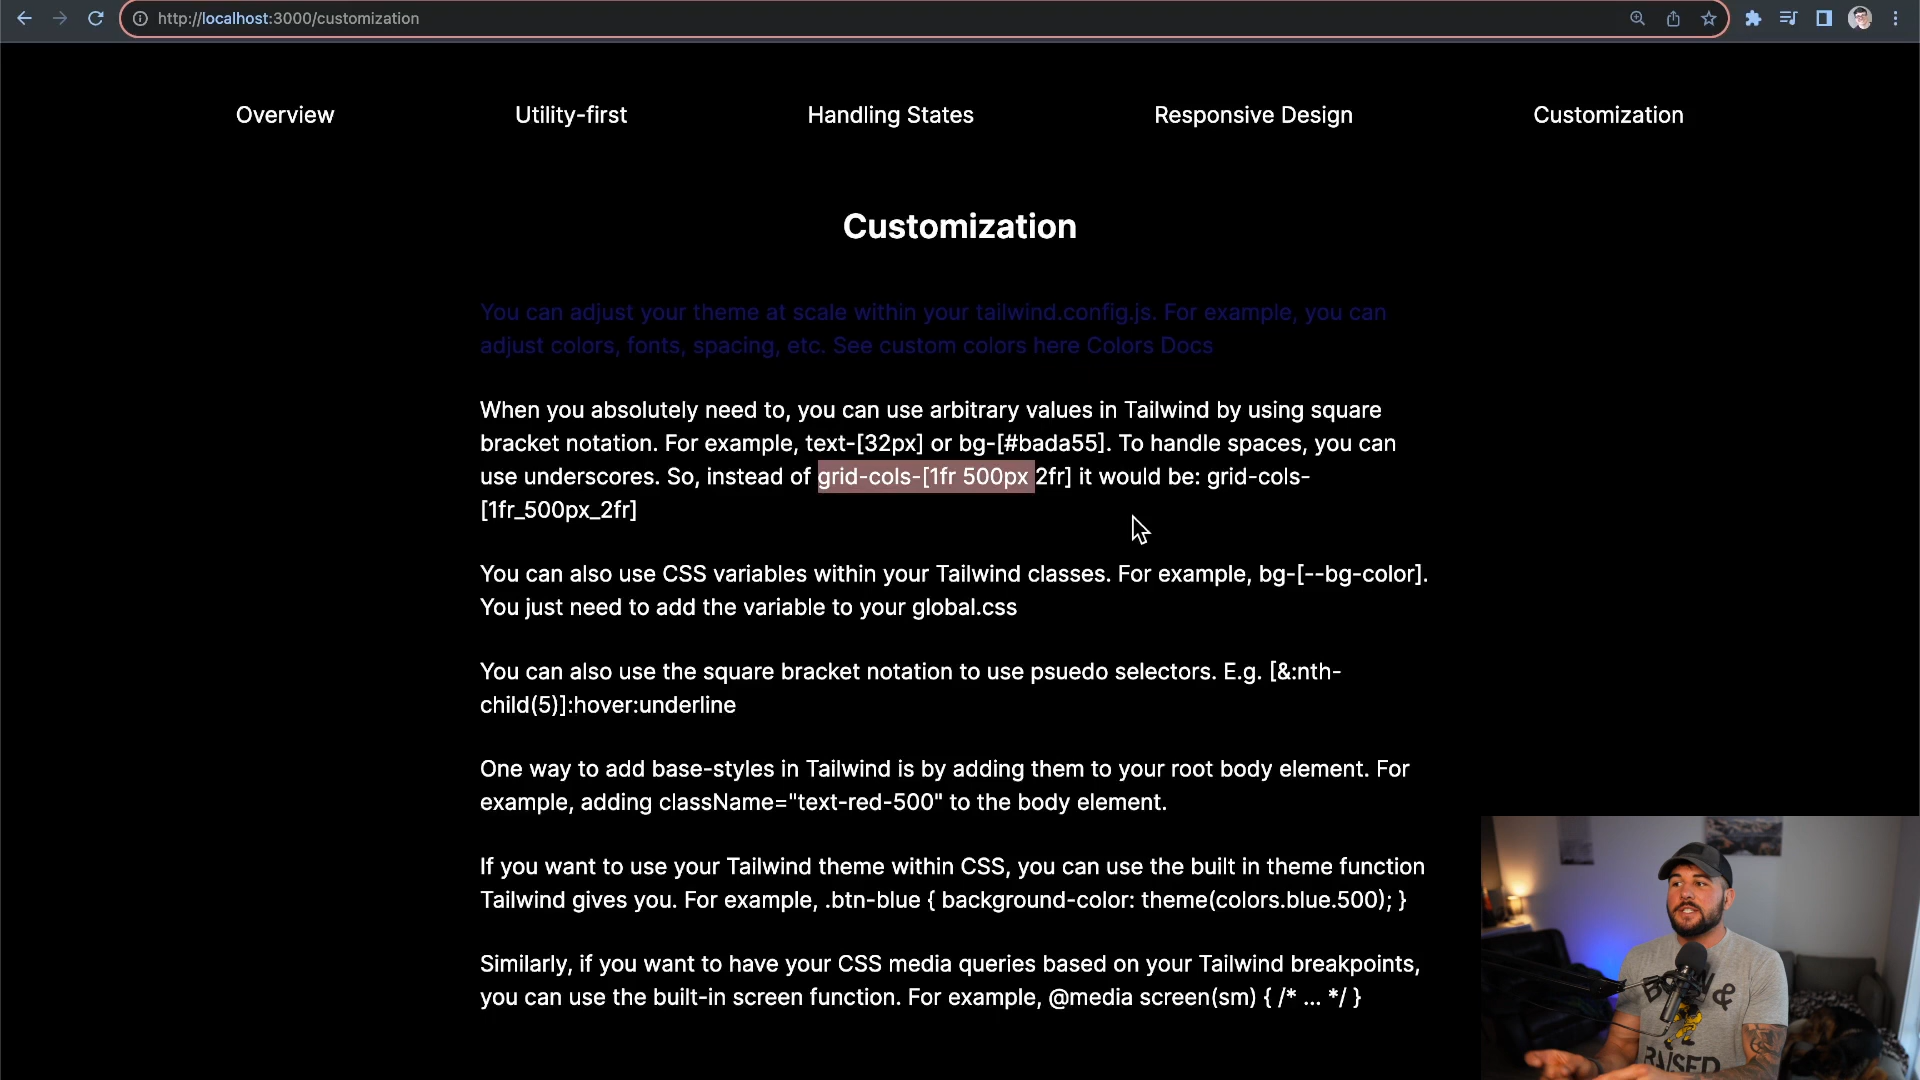 http://localhost:3000/customization
Overview Utility-first Handling States Responsive Design Customization
Customization
You can adjust your theme at scale within your tailwind.config.js. For example, you can
adjust colors, fonts, spacing, etc. See custom colors here Colors Docs
When you absolutely need to, you can use arbitrary values in Tailwind by using square
bracket notation. For example, text-[32px] or bg-[#bada55]. To handle spaces, you can
use underscores. So, instead of grid-cols-[1fr 500px 2fr] it would be: grid-cols-
[1fr_500px_2fr]
You can also use CSS variables within your Tailwind classes. For example, bg-[--bg-color].
You just need to add the variable to your global.css
You can also use the square bracket notation to use psuedo selectors. E.g. [&:nth-
child(5)]:hover:underline
One way to add base-styles in Tailwind is by adding them to your root body element. For
example, adding className="text-red-500" to the body element.
If you want to use your Tailwind theme within CSS, you can use the built in theme function
Tailwind gives you. For example, .btn-blue { background-color: theme(colors.blue.500); }
Similarly, if you want to have your CSS media queries based on your Tailwind breakpoints,
you can use the built-in screen function. For example, @media screen(sm) { /* ... */ }
RAISED